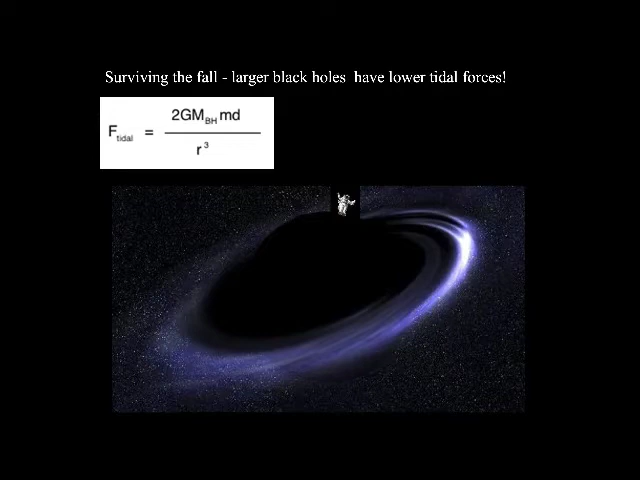 Surviving the fall - larger black holes have lower tidal forces!
F_tidal = 2GM_BH md / r^3